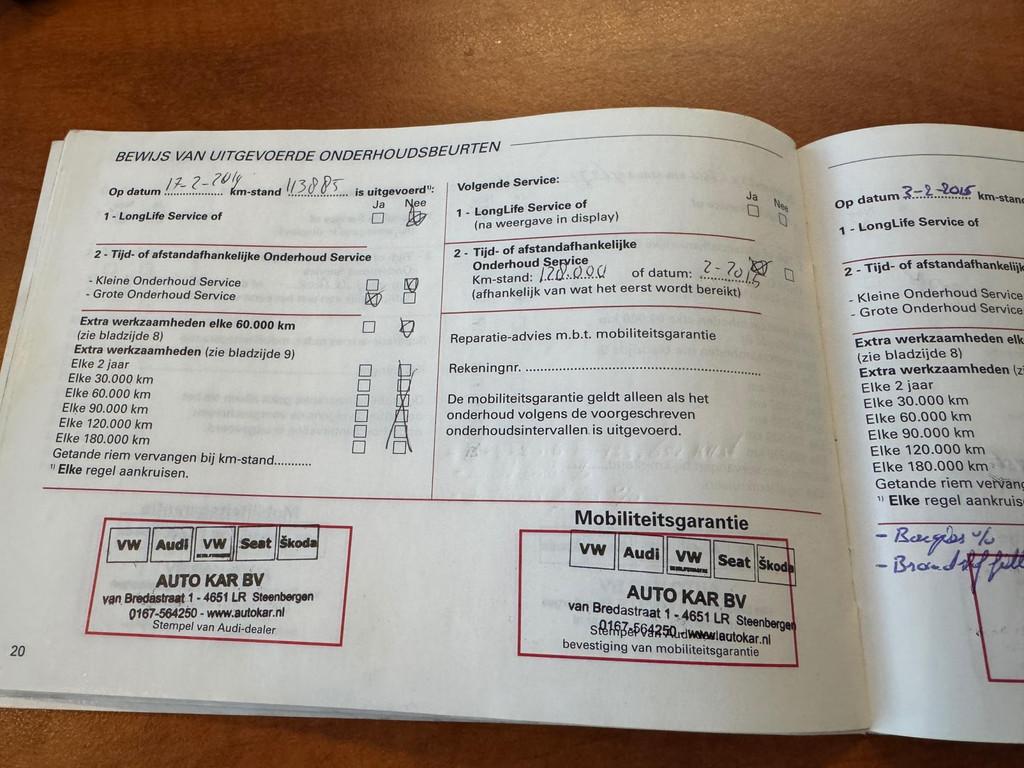 BEWIJS VAN UITGEVOERDE ONDERHOUDSBEURTEN
Op datum 17-2-2014 km-stand 113885 is uitgevoerd¹⁾:
Ja Nee
1 - LongLife Service of
2 - Tijd- of afstandafhankelijke Onderhoud Service
- Kleine Onderhoud Service
- Grote Onderhoud Service
Extra werkzaamheden elke 60.000 km
(zie bladzijde 8)
Extra werkzaamheden (zie bladzijde 9)
Elke 2 jaar
Elke 30.000 km
Elke 60.000 km
Elke 90.000 km
Elke 120.000 km
Elke 180.000 km
Getande riem vervangen bij km-stand...........
¹⁾ Elke regel aankruisen.
VW Audi VW Seat Škoda
AUTO KAR BV
van Bredastraat 1 - 4651 LR Steenbergen
0167-564250 - www.autokar.nl
Stempel van Audi-dealer
20
Volgende Service:
Ja Nee
1 - LongLife Service of
(na weergave in display)
2 - Tijd- of afstandafhankelijke
Onderhoud Service
Km-stand: 120.000 of datum: 2-2015
(afhankelijk van wat het eerst wordt bereikt)
Reparatie-advies m.b.t. mobiliteitsgarantie
Rekeningnr. ..........................................................
De mobiliteitsgarantie geldt alleen als het
onderhoud volgens de voorgeschreven
onderhoudsintervallen is uitgevoerd.
Mobiliteitsgarantie
VW Audi VW Seat Škoda
AUTO KAR BV
van Bredastraat 1 - 4651 LR Steenbergen
0167-564250 - www.autokar.nl
Stempel van Audi-dealer
bevestiging van mobiliteitsgarantie
Op datum 3-2-2015 km-stand
1 - LongLife Service of
2 - Tijd- of afstandafhankelijk
- Kleine Onderhoud Service
- Grote Onderhoud Service
Extra werkzaamheden elk
(zie bladzijde 8)
Extra werkzaamheden (z
Elke 2 jaar
Elke 30.000 km
Elke 60.000 km
Elke 90.000 km
Elke 120.000 km
Elke 180.000 km
Getande riem vervang
¹⁾ Elke regel aankruis